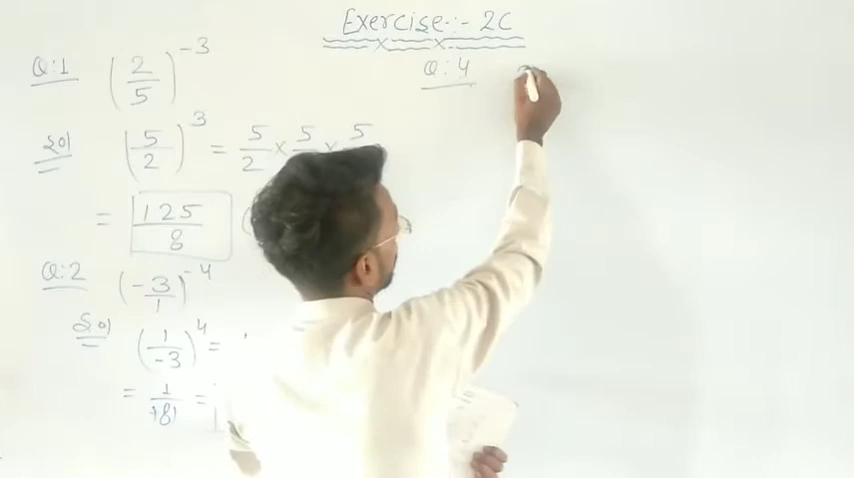 Exercise:- 2C
Q:1 (2/5)^-3
Sol (5/2)^3 = 5/2 × 5/2 × 5
= 125/8
Q:2 (-3/1)^-4
Sol (1/-3)^4 =
= 1/81 =
Q:4